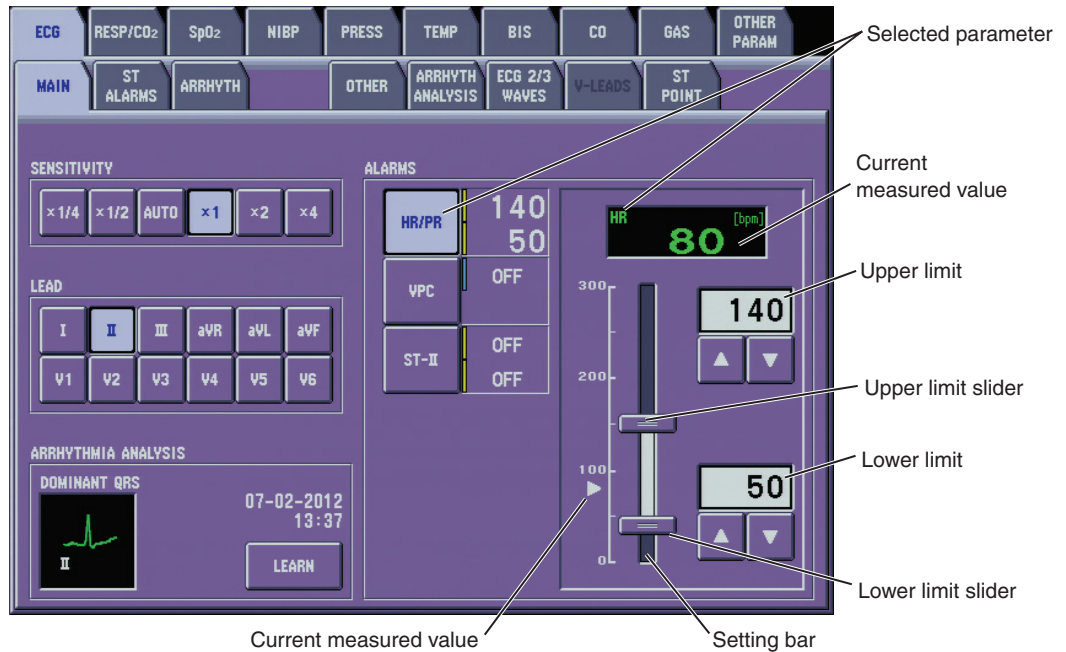 ECG RESP/CO2 SpO2 NIBP PRESS TEMP BIS CO GAS OTHER PARAM
Selected parameter
MAIN ST ALARMS ARRHYTH OTHER ARRHYTH ANALYSIS ECG 2/3 WAVES V-LEADS ST POINT
SENSITIVITY
×1/4 ×1/2 AUTO ×1 ×2 ×4
LEAD
I II III aVR aVL aVF
V1 V2 V3 V4 V5 V6
ARRHYTHMIA ANALYSIS
DOMINANT QRS
II
07-02-2012
13:37
LEARN
ALARMS
HR/PR 140
50
VPC OFF
ST-II OFF
OFF
HR [bpm]
80
300
200
100
0
140
▲ ▼
50
▲ ▼
Current
measured value
Upper limit
Upper limit slider
Lower limit
Lower limit slider
Current measured value
Setting bar